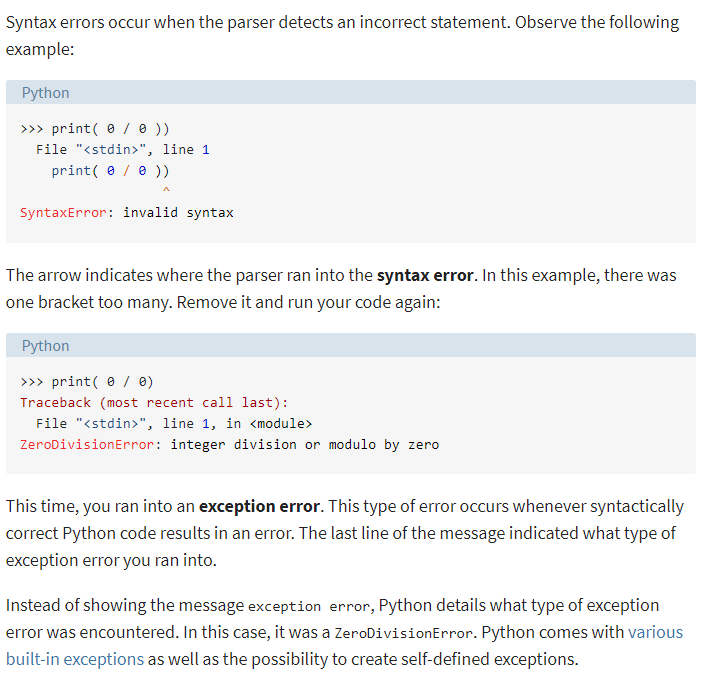 Syntax errors occur when the parser detects an incorrect statement. Observe the following
example:
Python
>>> print( 0 / 0 ))
  File "<stdin>", line 1
    print( 0 / 0 ))
                  ^
SyntaxError: invalid syntax
The arrow indicates where the parser ran into the syntax error. In this example, there was
one bracket too many. Remove it and run your code again:
Python
>>> print( 0 / 0)
Traceback (most recent call last):
  File "<stdin>", line 1, in <module>
ZeroDivisionError: integer division or modulo by zero
This time, you ran into an exception error. This type of error occurs whenever syntactically
correct Python code results in an error. The last line of the message indicated what type of
exception error you ran into.
Instead of showing the message exception error, Python details what type of exception
error was encountered. In this case, it was a ZeroDivisionError. Python comes with various
built-in exceptions as well as the possibility to create self-defined exceptions.